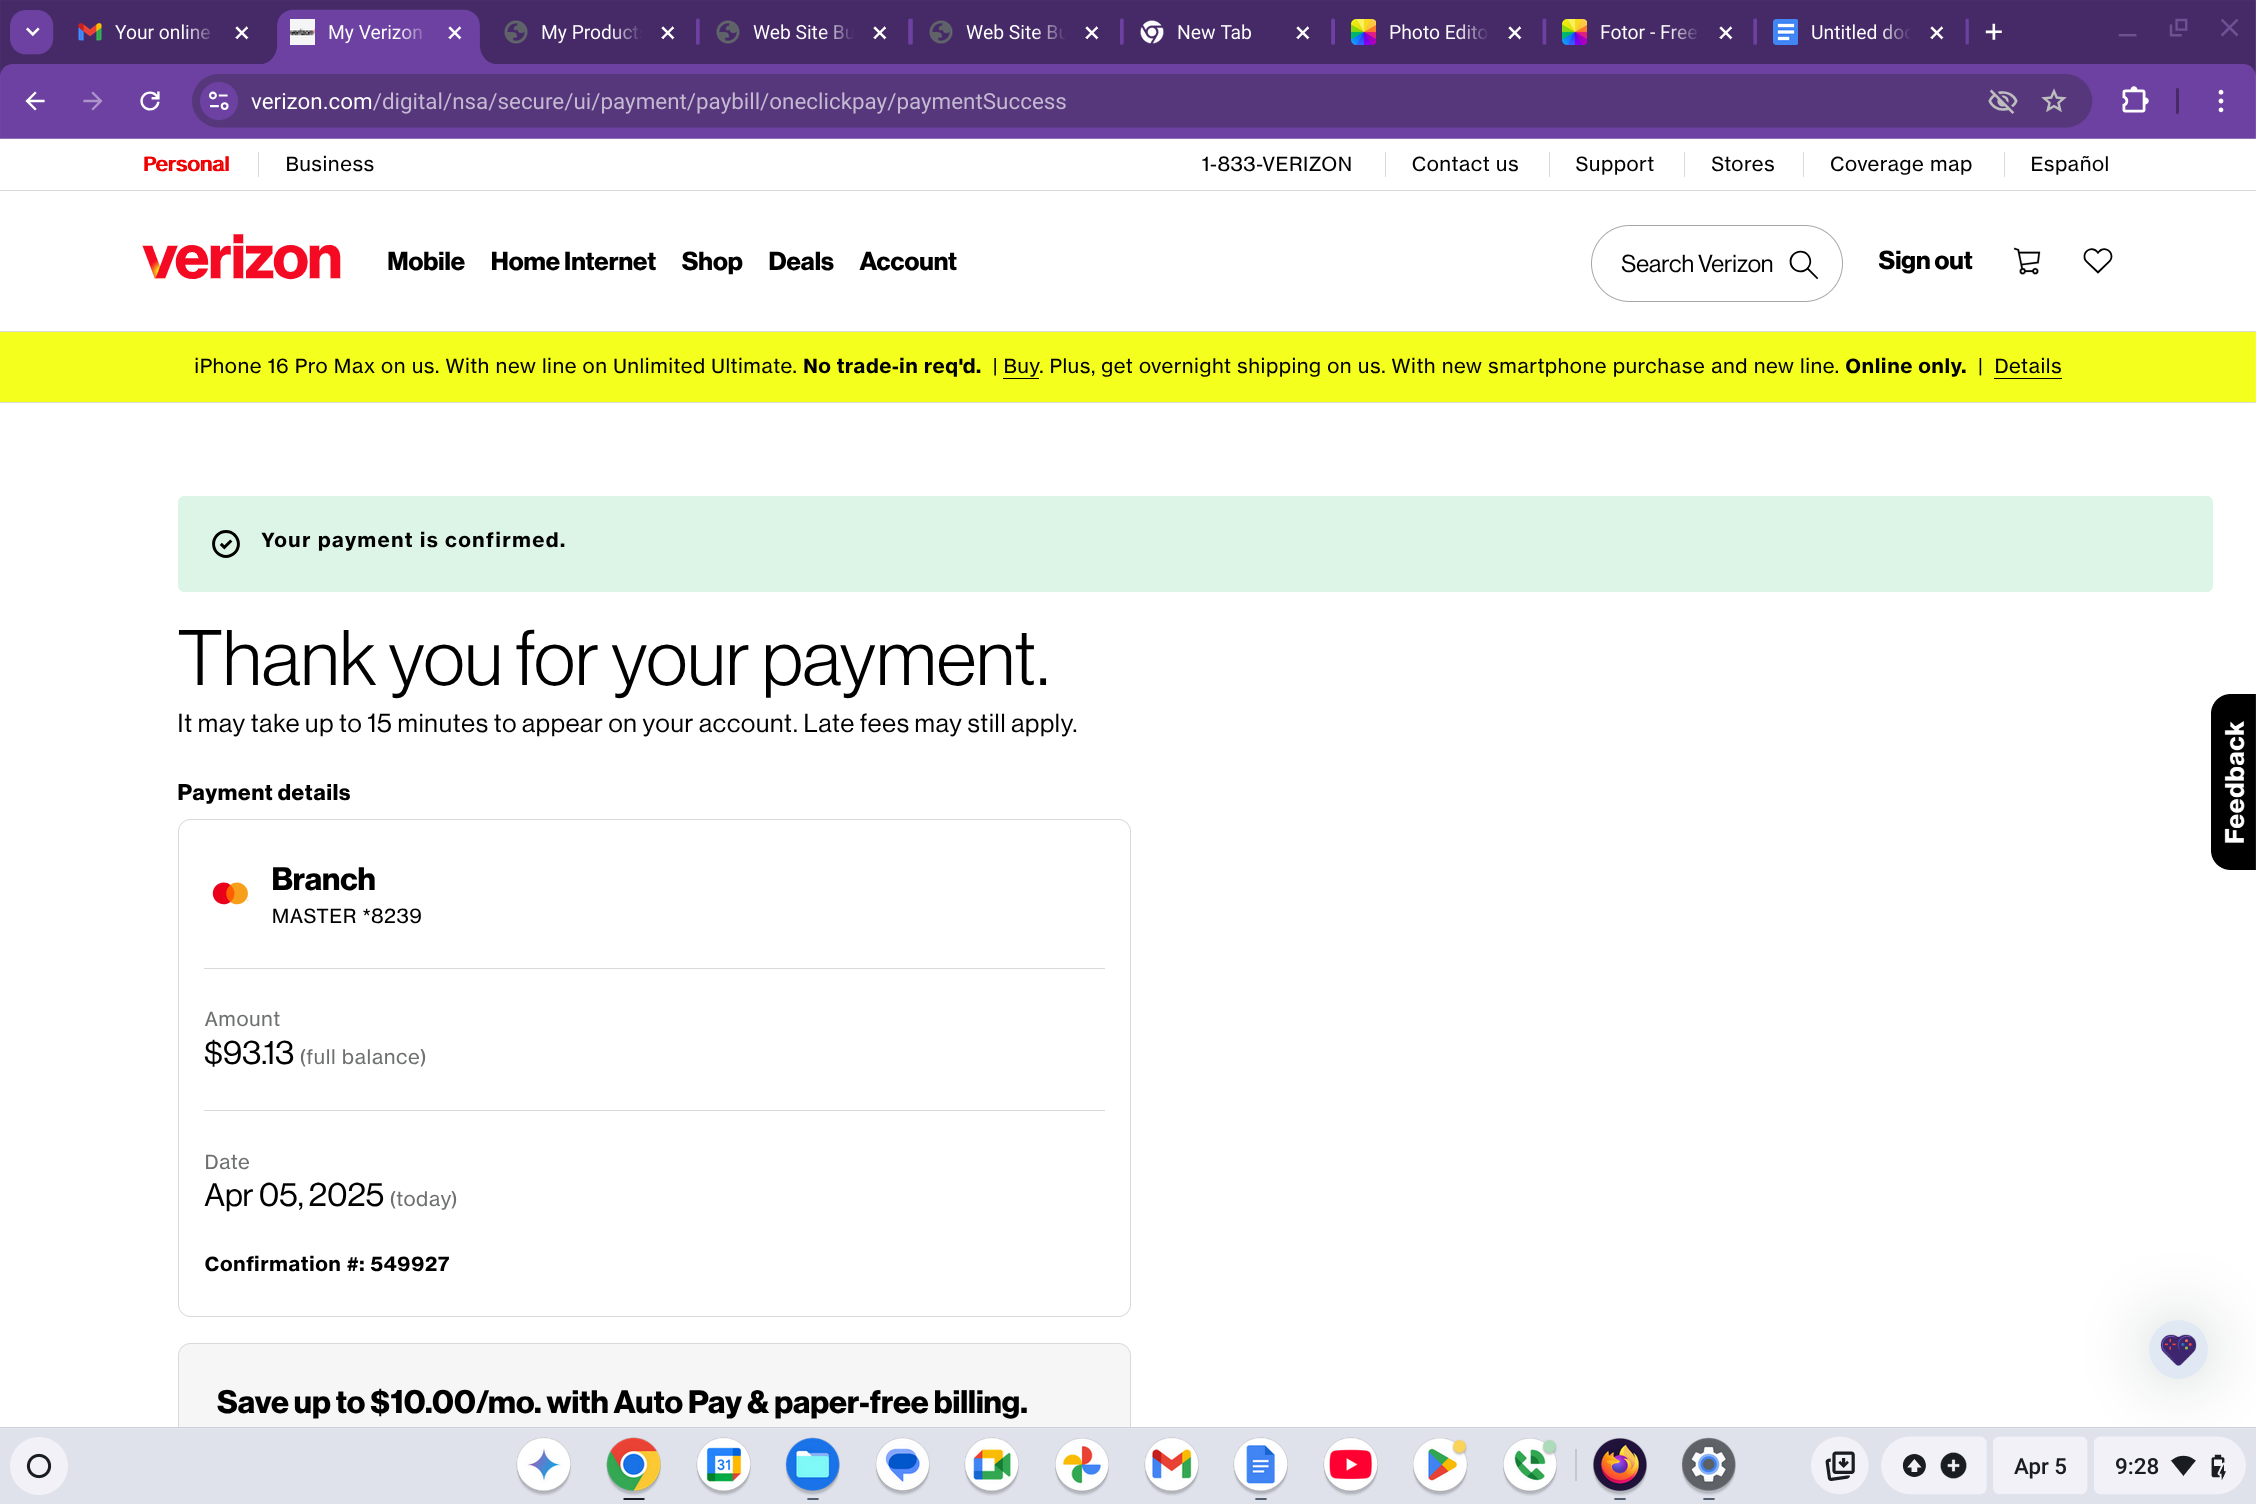 Your online
My Verizon
My Product
Web Site Bu
Web Site Bu
New Tab
Photo Edito
Fotor - Free
Untitled doc
verizon.com/digital/nsa/secure/ui/payment/paybill/oneclickpay/paymentSuccess
Personal
Business
1-833-VERIZON
Contact us
Support
Stores
Coverage map
Español
verizon
Mobile
Home Internet
Shop
Deals
Account
Search Verizon
Sign out
iPhone 16 Pro Max on us. With new line on Unlimited Ultimate. No trade-in req'd. | Buy. Plus, get overnight shipping on us. With new smartphone purchase and new line. Online only. | Details
Your payment is confirmed.
Thank you for your payment.
It may take up to 15 minutes to appear on your account. Late fees may still apply.
Feedback
Payment details
Branch
MASTER *8239
Amount
$93.13 (full balance)
Date
Apr 05, 2025 (today)
Confirmation #: 549927
Save up to $10.00/mo. with Auto Pay & paper-free billing.
31
Apr 5
9:28